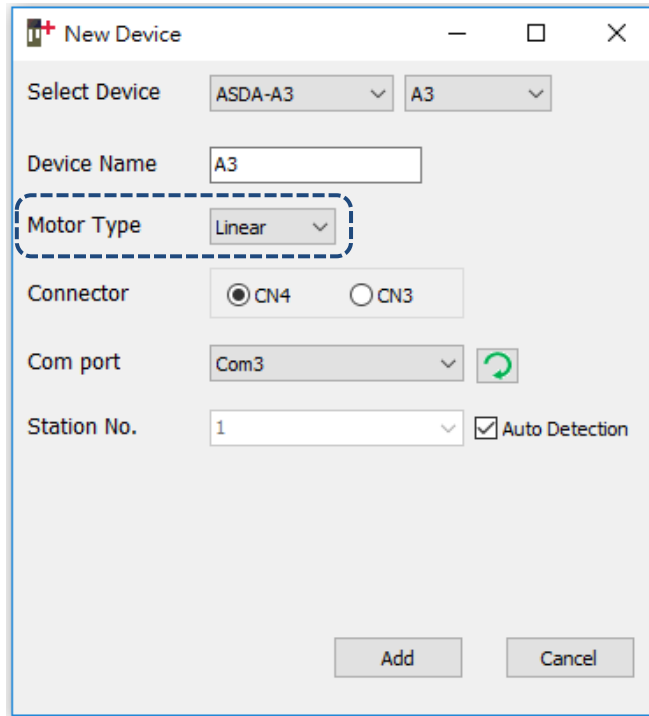 New Device
Select Device ASDA-A3 A3
Device Name A3
Motor Type Linear
Connector CN4 CN3
Com port Com3
Station No. 1 Auto Detection
Add Cancel